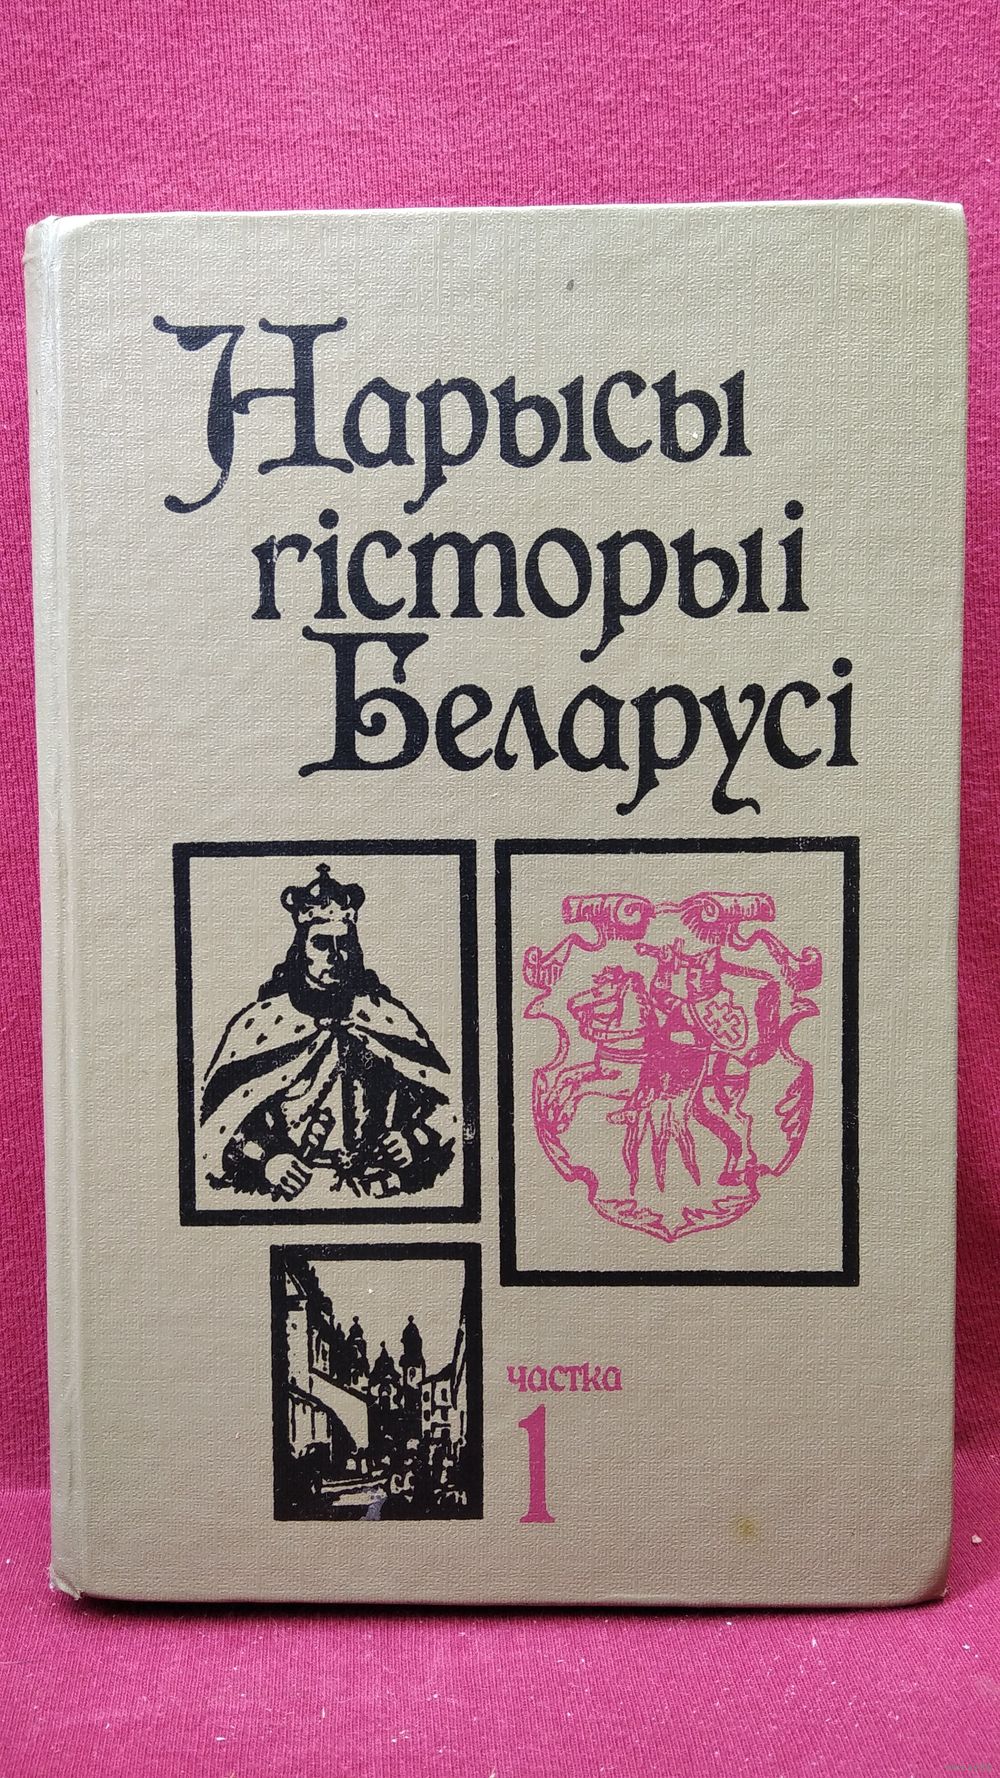 Нарысы
гісторыі
Беларусі
частка
1